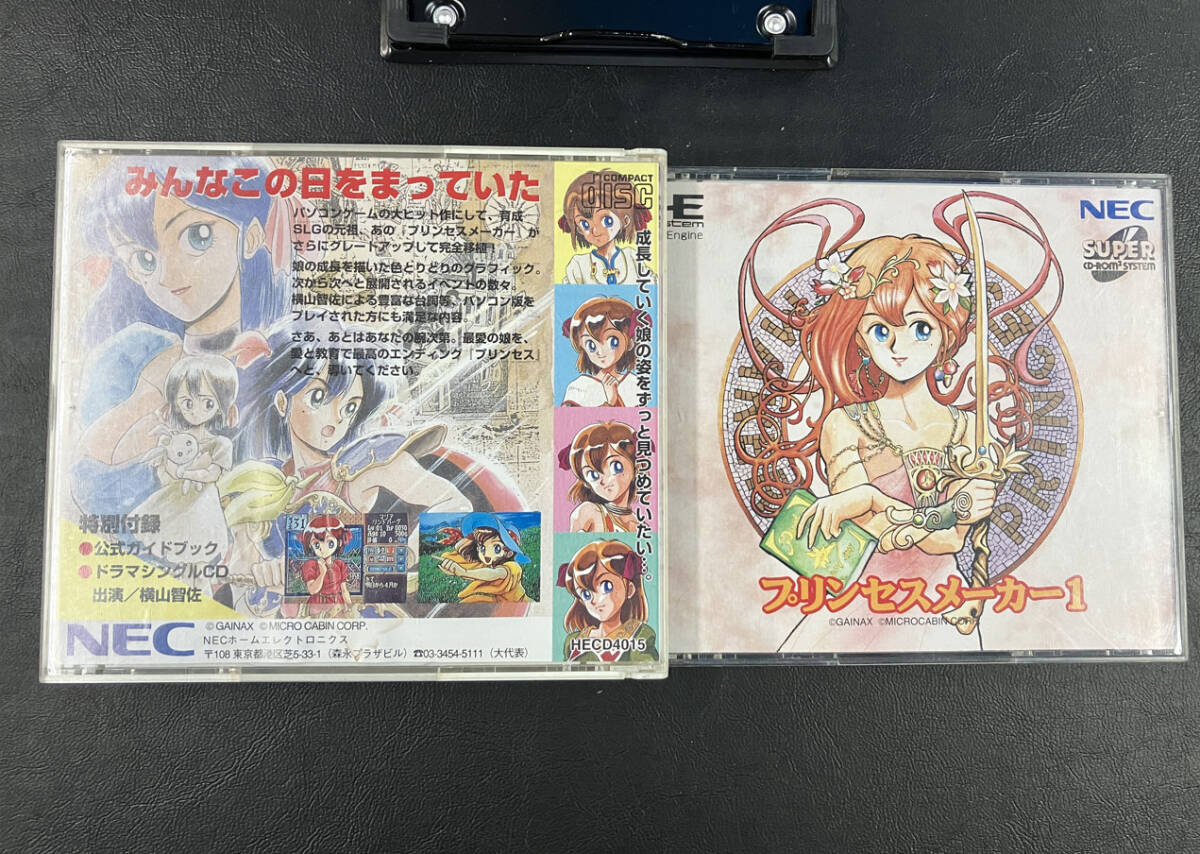 みんなこの日をまっていた
パソコンゲームの大ヒット作にして、育成
SLGの元祖、あの『プリンセスメーカー』が
さらにグレートアップして完全移植!
娘の成長を描いた色とりどりのグラフィック。
次から次へと展開されるイベントの数々。
横山智佐による豊富な台詞等、パソコン版を
プレイされた方にも満足な内容。
さあ、あとはあなたの腕次第。最愛の娘を、
愛と教育で最高のエンディング『プリンセス』
へと、導いてください。
COMPACT
disc
成長していく娘の姿をずっと見つめていたい…。
特別付録
公式ガイドブック
ドラマシングルCD
出演/横山智佐
NEC
©GAINAX ©MICRO CABIN CORP.
NECホームエレクトロニクス
〒108 東京都港区芝5-33-1(森永プラザビル)☎03-3454-5111(大代表)
HECD4015
E
stem
Engine
NEC
SUPER
CD-ROM² SYSTEM
プリンセスメーカー1
©GAINAX ©MICROCABIN CORP.